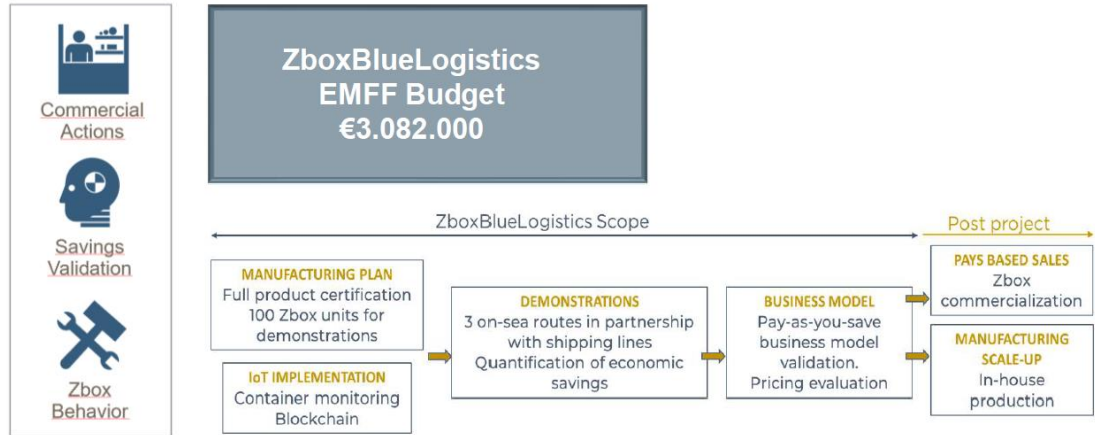 Commercial
Actions
Savings
Validation
Zbox
Behavior
ZboxBlueLogistics
EMFF Budget
€3.082.000
ZboxBlueLogistics Scope
Post project
MANUFACTURING PLAN
Full product certification
100 Zbox units for
demonstrations
IoT IMPLEMENTATION
Container monitoring
Blockchain
DEMONSTRATIONS
3 on-sea routes in partnership
with shipping lines
Quantification of economic
savings
BUSINESS MODEL
Pay-as-you-save
business model
validation.
Pricing evaluation
PAYS BASED SALES
Zbox
commercialization
MANUFACTURING
SCALE-UP
In-house
production